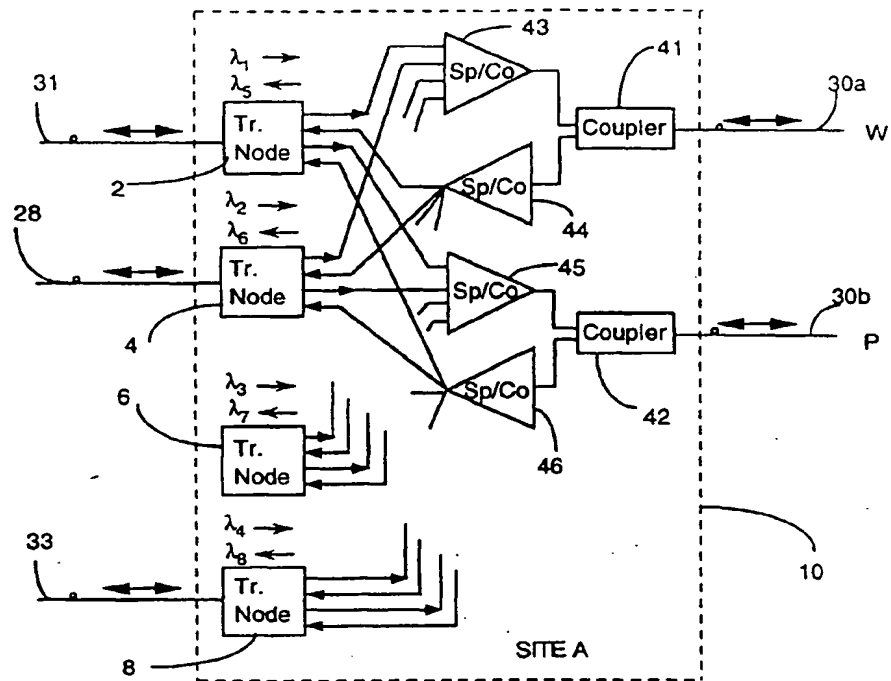 43
41
λ1
λ5
Sp/Co
31
30a
Tr.
Node
Coupler
W
2
Sp/Co
44
λ2
λ6
28
45
Tr.
Node
Sp/Co
30b
4
Coupler
P
λ3
λ7
6
Sp/Co
42
46
Tr.
Node
λ4
λ8
33
10
Tr.
Node
8
SITE A